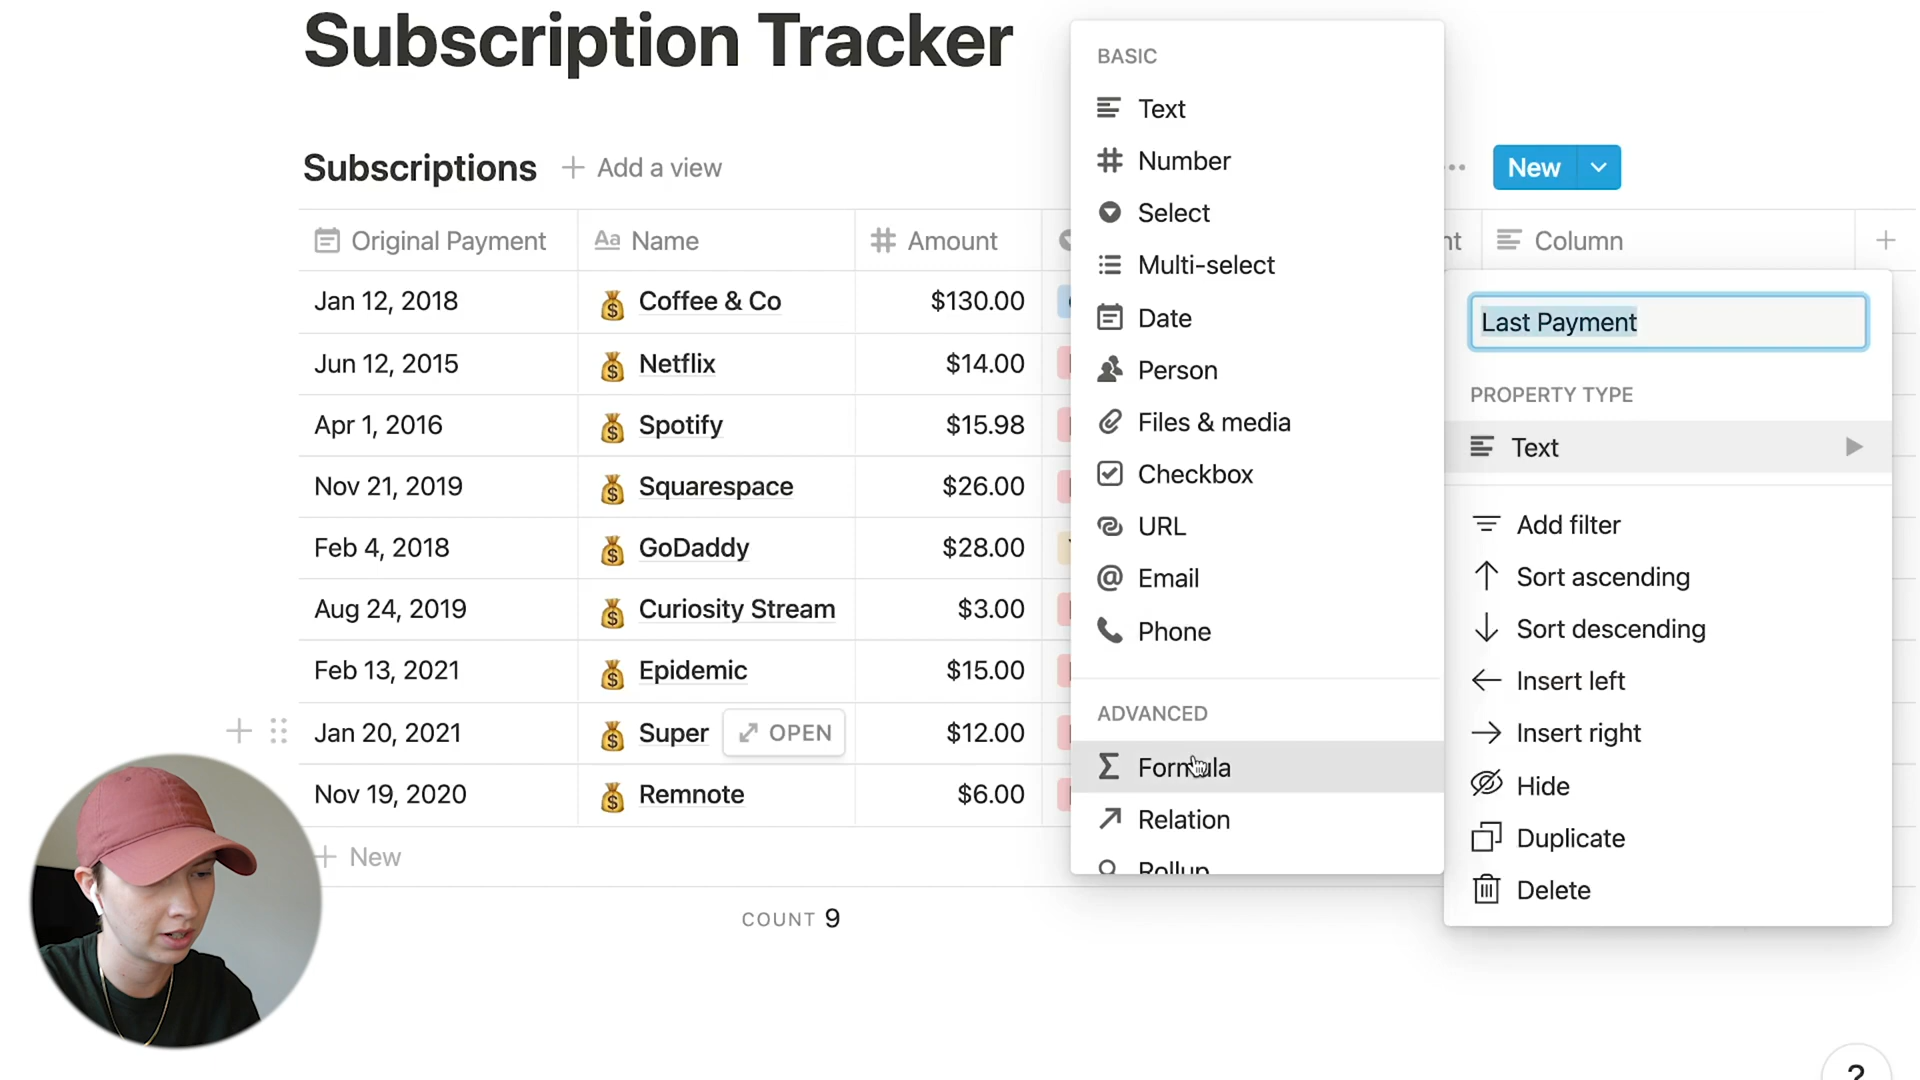 Subscription Tracker
Subscriptions
Add a view
New
Original Payment
Name
Amount
nt
Column
Jan 12, 2018
Coffee & Co
$130.00
Jun 12, 2015
Netflix
$14.00
Apr 1, 2016
Spotify
$15.98
Nov 21, 2019
Squarespace
$26.00
Feb 4, 2018
GoDaddy
$28.00
Aug 24, 2019
Curiosity Stream
$3.00
Feb 13, 2021
Epidemic
$15.00
Jan 20, 2021
Super
OPEN
$12.00
Nov 19, 2020
Remnote
$6.00
New
COUNT 9
BASIC
Text
Number
Select
Multi-select
Date
Person
Files & media
Checkbox
URL
Email
Phone
ADVANCED
Formula
Relation
Rollup
Last Payment
PROPERTY TYPE
Text
Add filter
Sort ascending
Sort descending
Insert left
Insert right
Hide
Duplicate
Delete
?